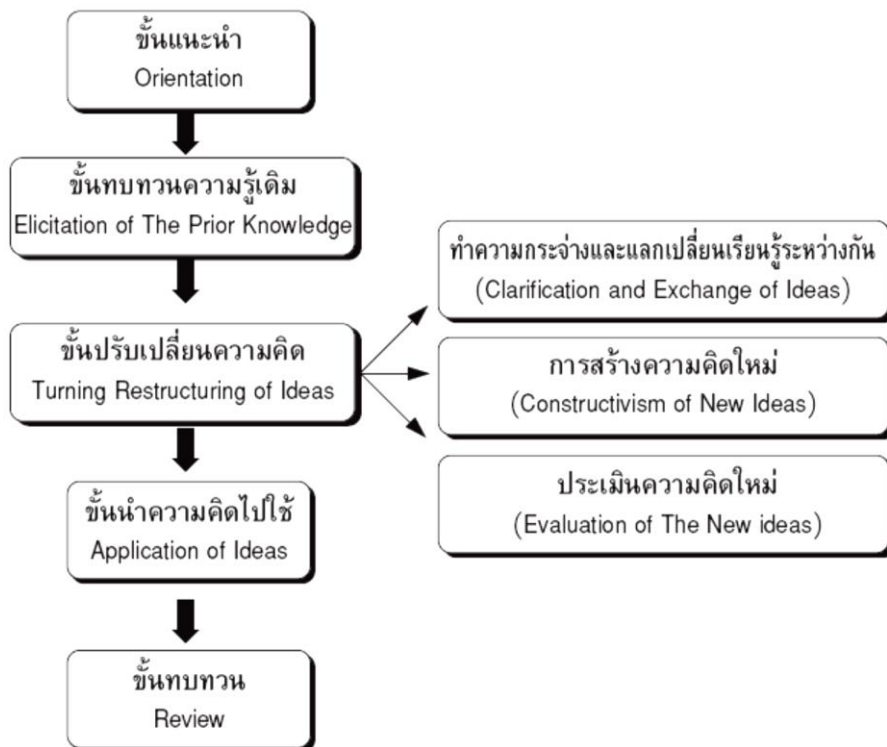 ขั้นแนะนำ
Orientation
ขั้นทบทวนความรู้เดิม
Elicitation of The Prior Knowledge
ขั้นปรับเปลี่ยนความคิด
Turning Restructuring of Ideas
ทำความกระจ่างและแลกเปลี่ยนเรียนรู้ระหว่างกัน
(Clarification and Exchange of Ideas)
การสร้างความคิดใหม่
(Constructivism of New Ideas)
ประเมินความคิดใหม่
(Evaluation of The New ideas)
ขั้นนำความคิดไปใช้
Application of Ideas
ขั้นทบทวน
Review